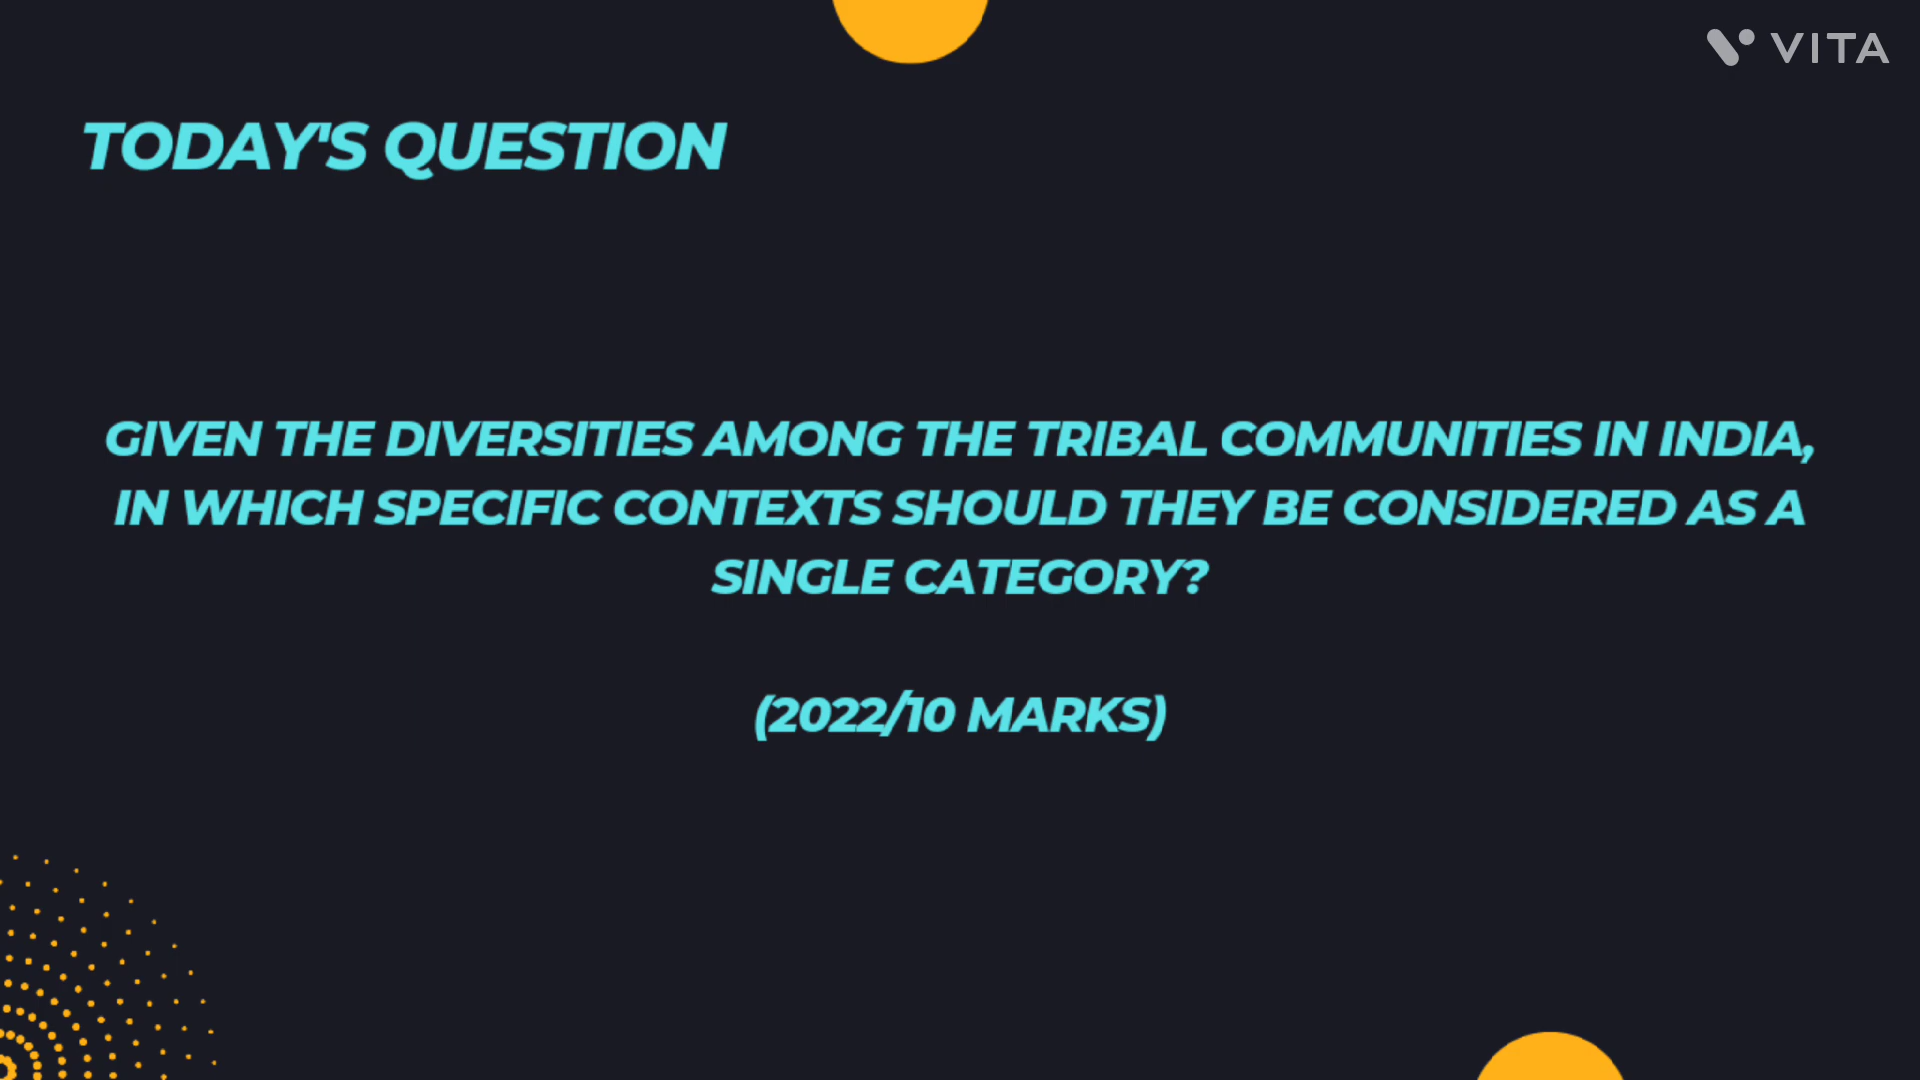 VITA
TODAY'S QUESTION
GIVEN THE DIVERSITIES AMONG THE TRIBAL COMMUNITIES IN INDIA,
IN WHICH SPECIFIC CONTEXTS SHOULD THEY BE CONSIDERED AS A
SINGLE CATEGORY?
(2022/10 MARKS)